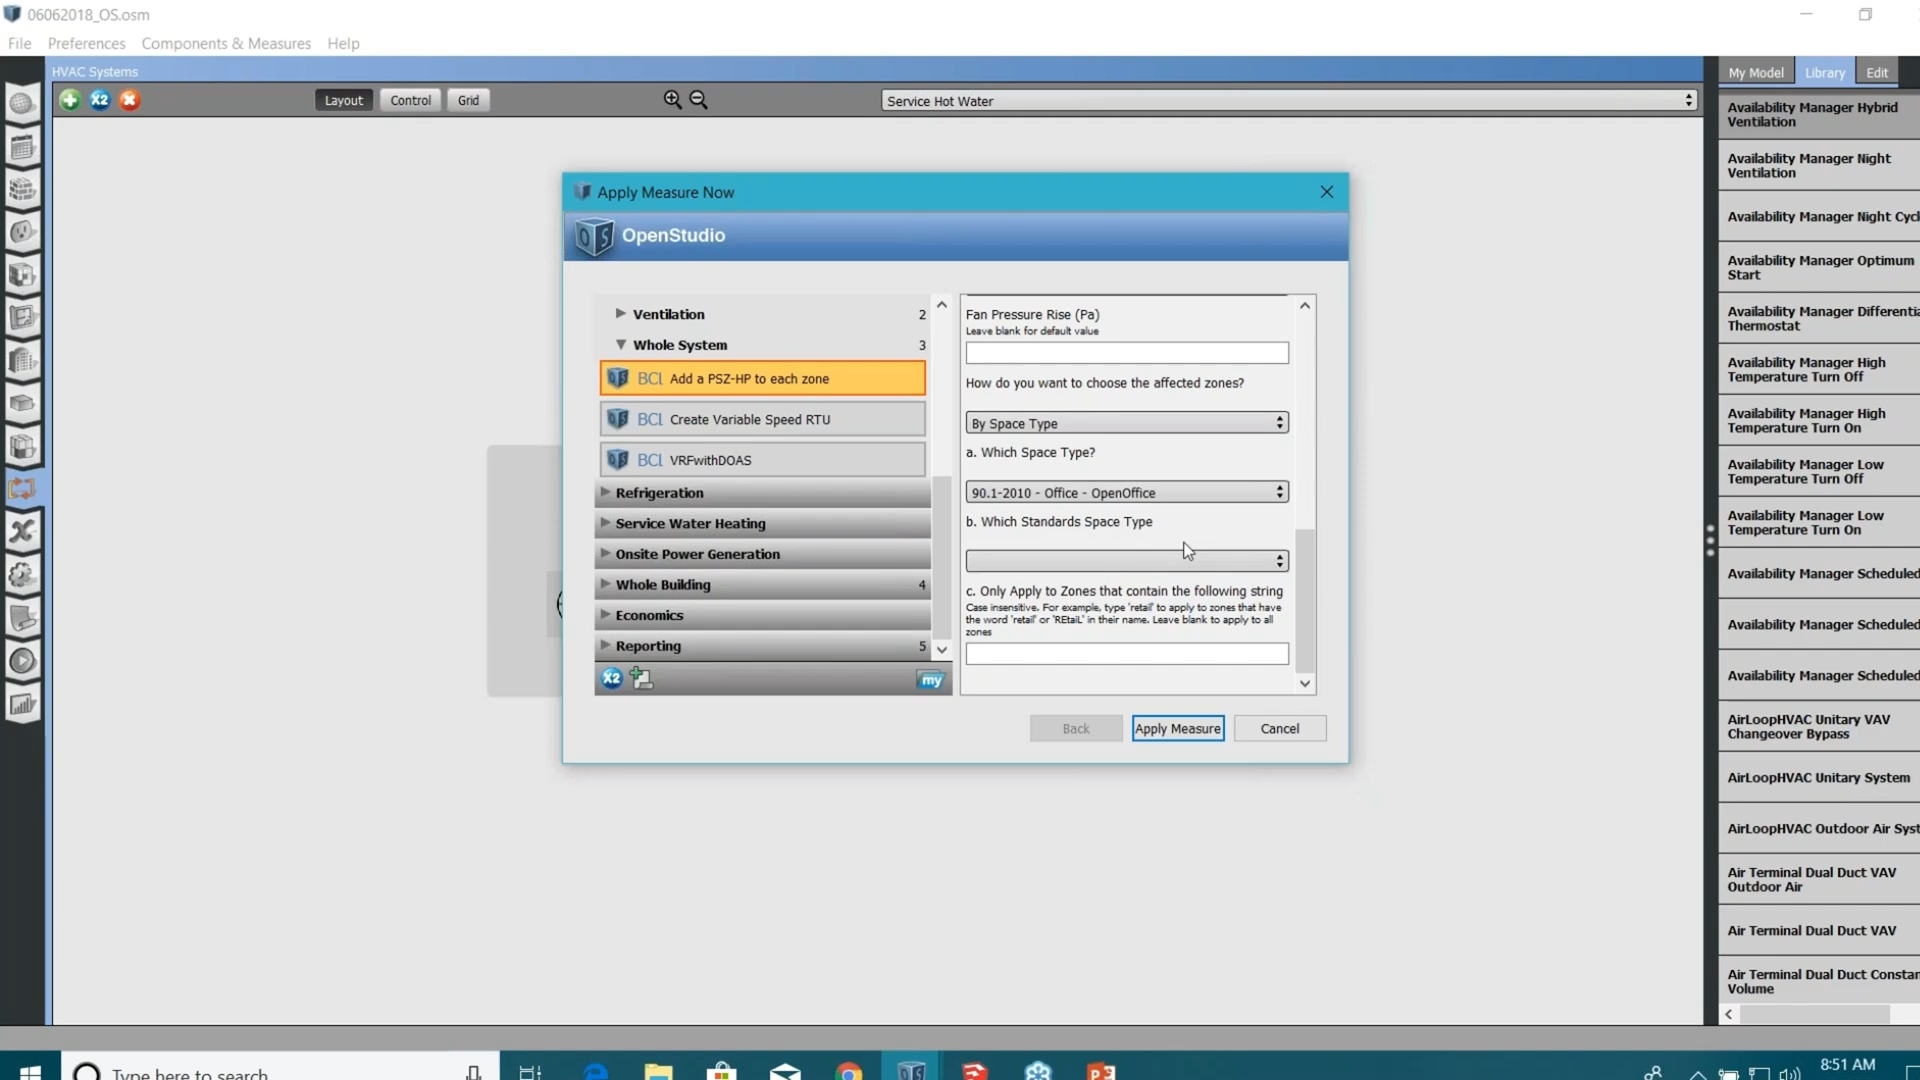 06062018_OS.osm
File Preferences Components & Measures Help
HVAC Systems
My Model Library Edit
X2 Layout Control Grid Service Hot Water
Availability Manager Hybrid
Ventilation
Availability Manager Night
Ventilation
Availability Manager Night Cycl
Availability Manager Optimum
Start
Availability Manager Differentia
Thermostat
Availability Manager High
Temperature Turn Off
Availability Manager High
Temperature Turn On
Availability Manager Low
Temperature Turn Off
Availability Manager Low
Temperature Turn On
Availability Manager Scheduled
Availability Manager Scheduled
Availability Manager Scheduled
AirLoopHVAC Unitary VAV
Changeover Bypass
AirLoopHVAC Unitary System
AirLoopHVAC Outdoor Air Syst
Air Terminal Dual Duct VAV
Outdoor Air
Air Terminal Dual Duct VAV
Air Terminal Dual Duct Constan
Volume
Apply Measure Now
OS OpenStudio
Ventilation 2
Whole System 3
BCL Add a PSZ-HP to each zone
BCL Create Variable Speed RTU
BCL VRFwithDOAS
Refrigeration
Service Water Heating
Onsite Power Generation
Whole Building 4
Economics
Reporting 5
X2 my
Fan Pressure Rise (Pa)
Leave blank for default value
How do you want to choose the affected zones?
By Space Type
a. Which Space Type?
90.1-2010 - Office - OpenOffice
b. Which Standards Space Type
c. Only Apply to Zones that contain the following string
Case insensitive. For example, type 'retail' to apply to zones that have
the word 'retail' or 'REtaiL' in their name. Leave blank to apply to all
zones
Back Apply Measure Cancel
Type here to search
8:51 AM